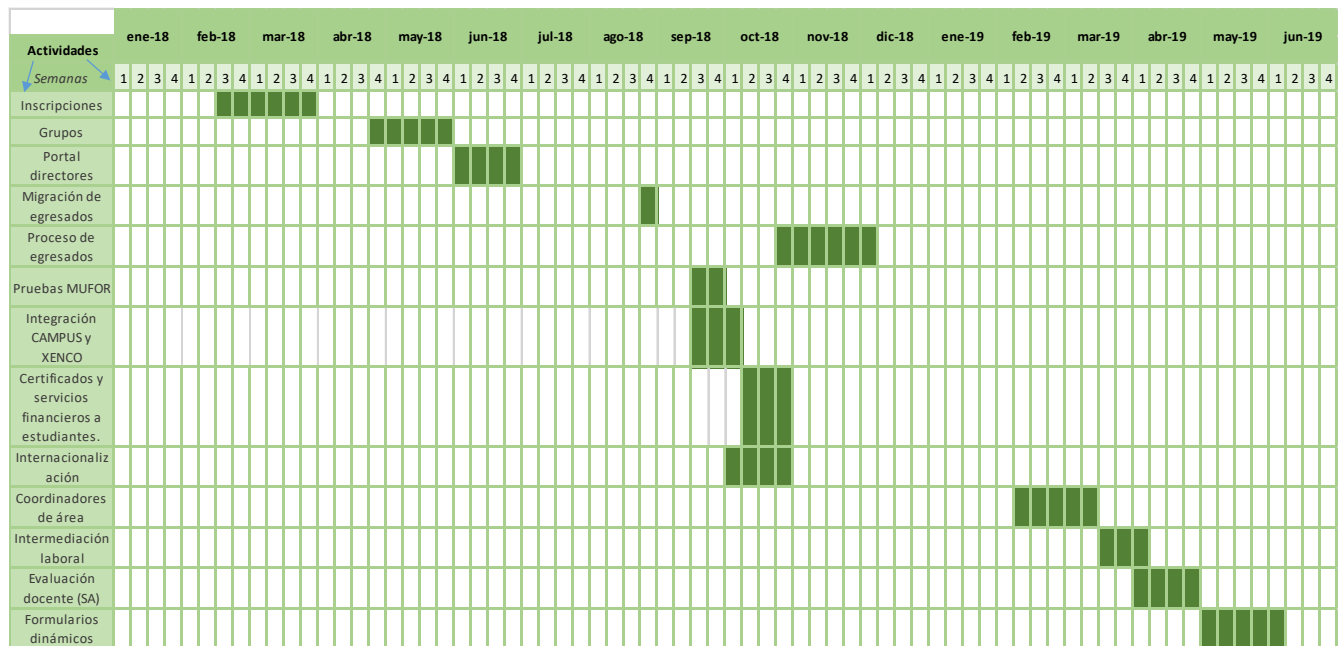 ene-18 feb-18 mar-18 abr-18 may-18 jun-18 jul-18 ago-18 sep-18 oct-18 nov-18 dic-18 ene-19 feb-19 mar-19 abr-19 may-19 jun-19
Actividades
Semanas 1 2 3 4 1 2 3 4 1 2 3 4 1 2 3 4 1 2 3 4 1 2 3 4 1 2 3 4 1 2 3 4 1 2 3 4 1 2 3 4 1 2 3 4 1 2 3 4 1 2 3 4 1 2 3 4 1 2 3 4 1 2 3 4 1 2 3 4 1 2 3 4
Inscripciones
Grupos
Portal
directores
Migración de
egresados
Proceso de
egresados
Pruebas MUFOR
Integración
CAMPUS y
XENCO
Certificados y
servicios
financieros a
estudiantes.
Internacionaliz
ación
Coordinadores
de área
Intermediación
laboral
Evaluación
docente (SA)
Formularios
dinámicos